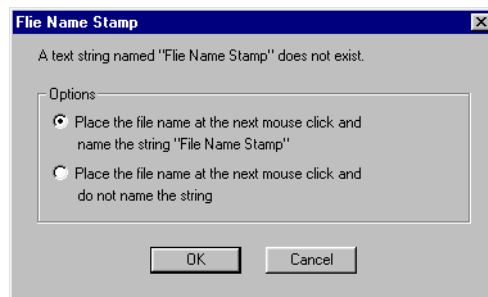 Flie Name Stamp
A text string named "Flie Name Stamp" does not exist.
Options
Place the file name at the next mouse click and
name the string "File Name Stamp"
Place the file name at the next mouse click and
do not name the string
OK
Cancel